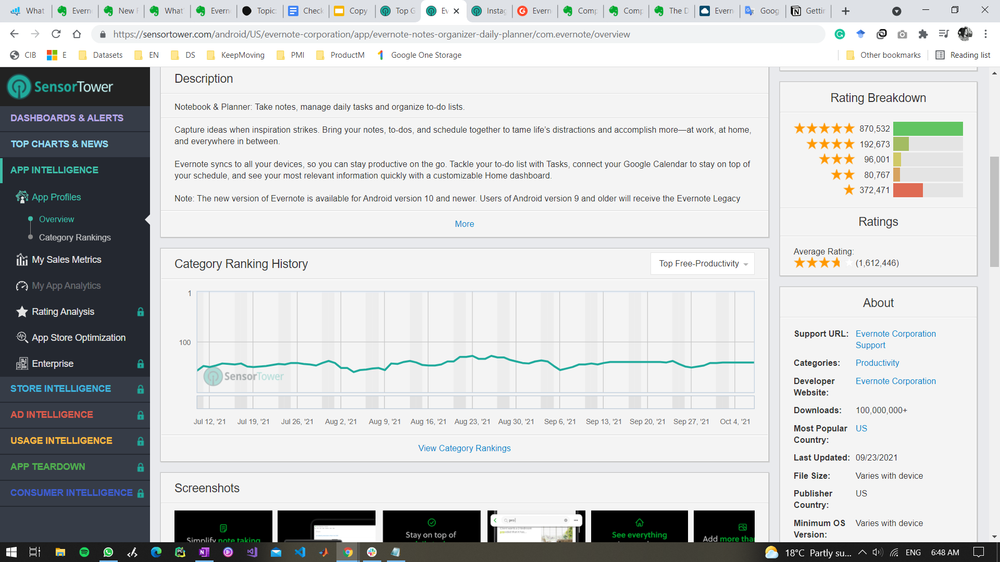 What
Evern
New F
What'
Evern
Topic:
Check
Copy
Top G
Ev
Instag
Evern
Comp
Comp
The D
Evern
Goog
Gettin
https://sensortower.com/android/US/evernote-corporation/app/evernote-notes-organizer-daily-planner/com.evernote/overview
CIB
E
Datasets
EN
DS
KeepMoving
PMI
ProductM
Google One Storage
Other bookmarks
Reading list
SensorTower
DASHBOARDS & ALERTS
TOP CHARTS & NEWS
APP INTELLIGENCE
App Profiles
Overview
Category Rankings
My Sales Metrics
My App Analytics
Rating Analysis
App Store Optimization
Enterprise
STORE INTELLIGENCE
AD INTELLIGENCE
USAGE INTELLIGENCE
APP TEARDOWN
CONSUMER INTELLIGENCE
Description
Notebook & Planner: Take notes, manage daily tasks and organize to-do lists.
Capture ideas when inspiration strikes. Bring your notes, to-dos, and schedule together to tame life's distractions and accomplish more—at work, at home,
and everywhere in between.
Evernote syncs to all your devices, so you can stay productive on the go. Tackle your to-do list with Tasks, connect your Google Calendar to stay on top of
your schedule, and see your most relevant information quickly with a customizable Home dashboard.
Note: The new version of Evernote is available for Android version 10 and newer. Users of Android version 9 and older will receive the Evernote Legacy
More
Category Ranking History
Top Free-Productivity
1
100
SensorTower
Jul 12, '21
Jul 19, '21
Jul 26, '21
Aug 2, '21
Aug 9, '21
Aug 16, '21
Aug 23, '21
Aug 30, '21
Sep 6, '21
Sep 13, '21
Sep 20, '21
Sep 27, '21
Oct 4, '21
View Category Rankings
Screenshots
Simplify note taking
Stay on top of
pro
See everything
Add more than
Rating Breakdown
870,532
192,673
96,001
80,767
372,471
Ratings
Average Rating:
(1,612,446)
About
Support URL: Evernote Corporation
Support
Categories: Productivity
Developer Evernote Corporation
Website:
Downloads: 100,000,000+
Most Popular US
Country:
Last Updated: 09/23/2021
File Size: Varies with device
Publisher US
Country:
Minimum OS Varies with device
Version:
18°C Partly su...
ENG
6:48 AM